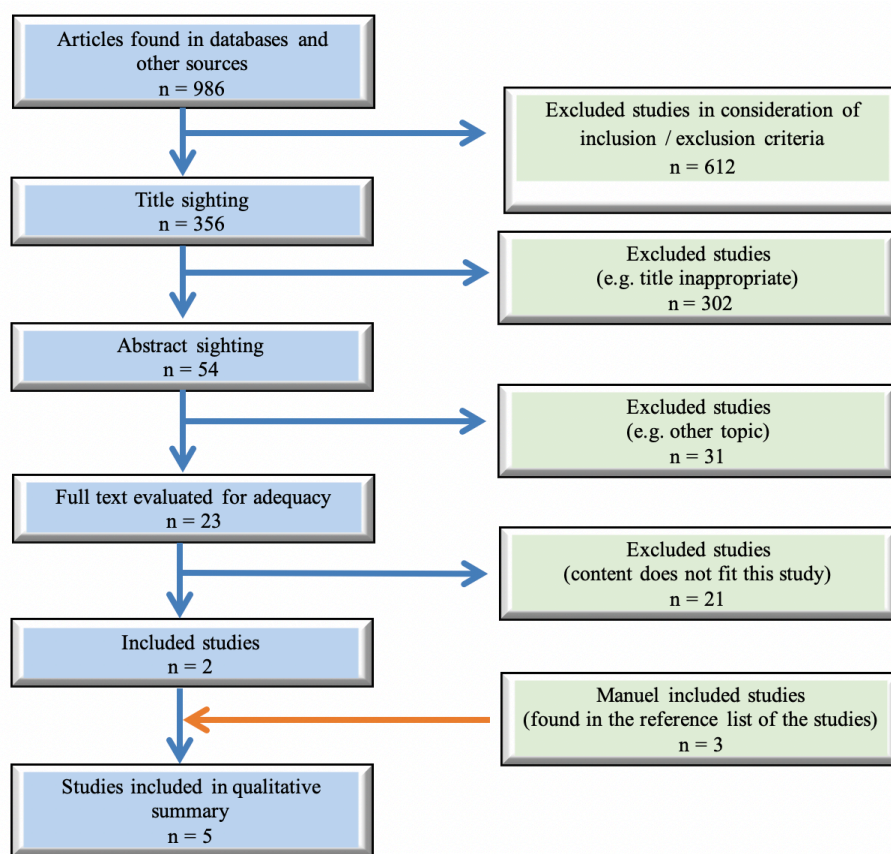 Articles found in databases and
other sources
n = 986
Excluded studies in consideration of
inclusion / exclusion criteria
n = 612
Title sighting
n = 356
Excluded studies
(e.g. title inappropriate)
n = 302
Abstract sighting
n = 54
Excluded studies
(e.g. other topic)
n = 31
Full text evaluated for adequacy
n = 23
Excluded studies
(content does not fit this study)
n = 21
Included studies
n = 2
Manuel included studies
(found in the reference list of the studies)
n = 3
Studies included in qualitative
summary
n = 5